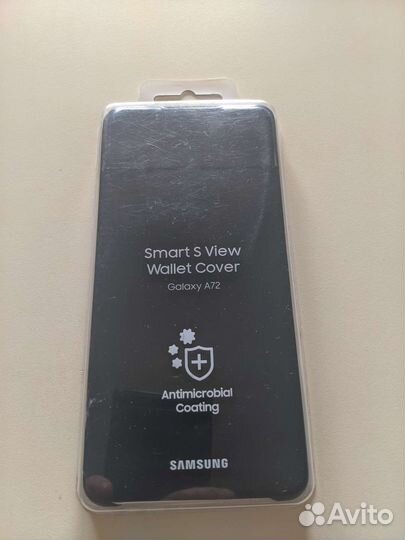 Smart S View
Wallet Cover
Galaxy A72
Antimicrobial
Coating
SAMSUNG
Avito